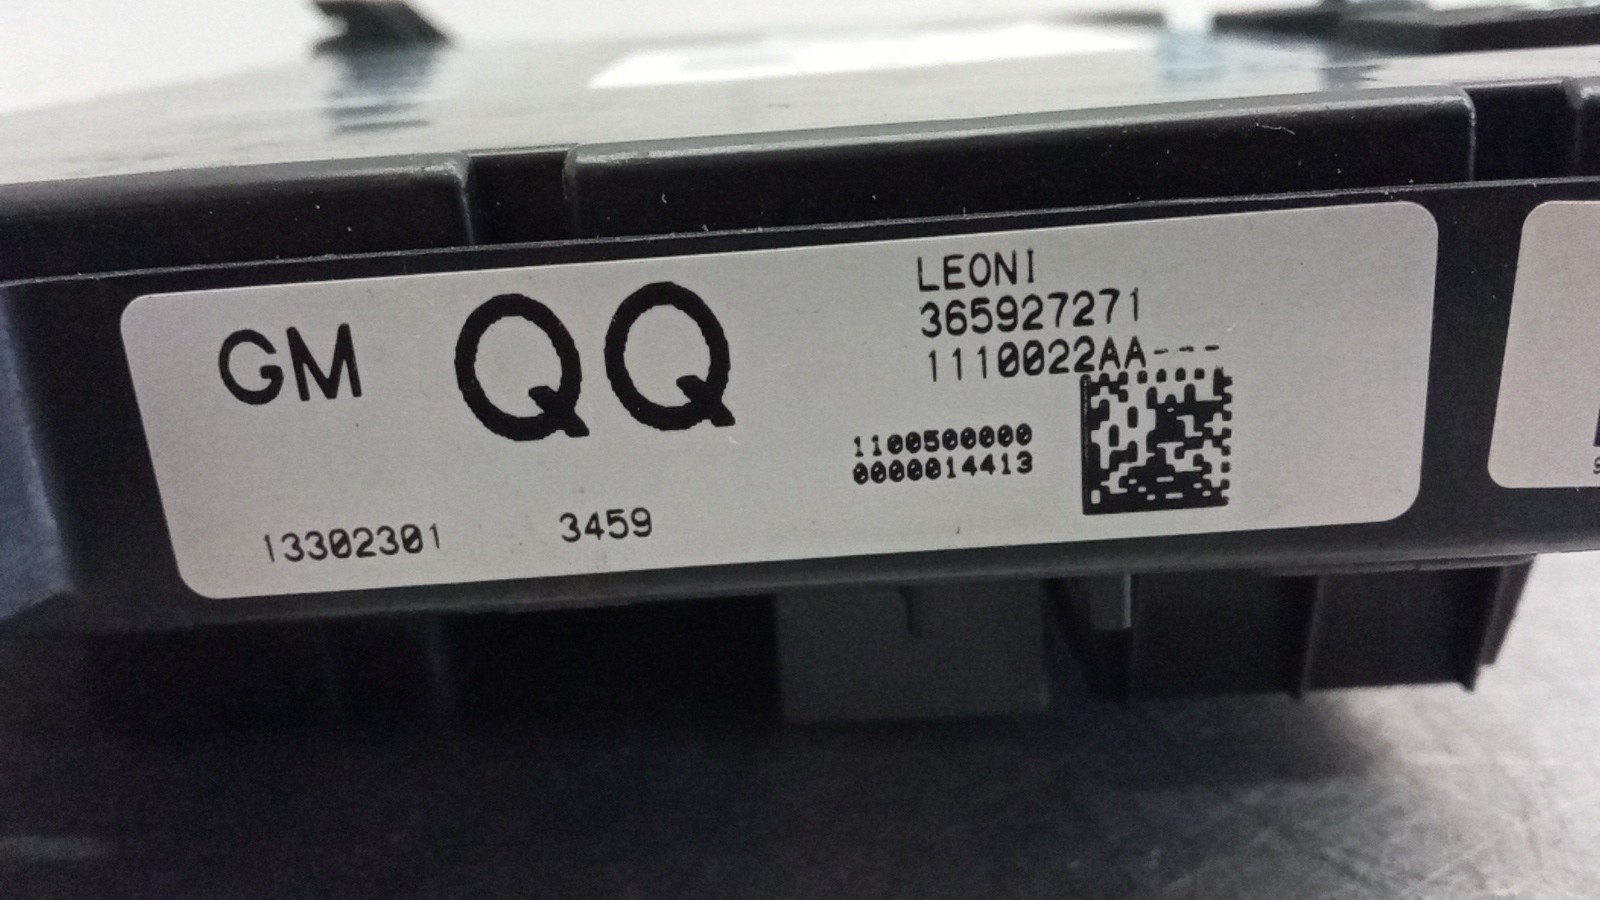 LEONI
365927271
1110022AA---
GM QQ
1100500000
0000014413
13302301 3459